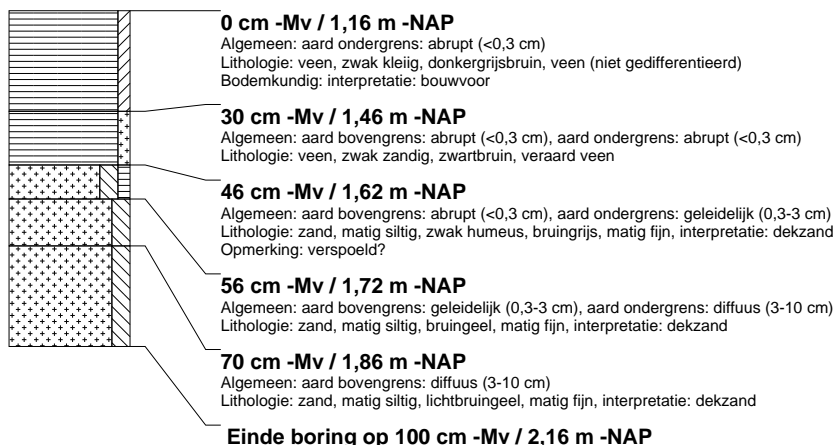 0 cm -Mv / 1,16 m -NAP
Algemeen: aard ondergrens: abrupt (<0,3 cm)
Lithologie: veen, zwak kleiig, donkergrijsbruin, veen (niet gedifferentieerd)
Bodemkundig: interpretatie: bouwvoor
30 cm -Mv / 1,46 m -NAP
Algemeen: aard bovengrens: abrupt (<0,3 cm), aard ondergrens: abrupt (<0,3 cm)
Lithologie: veen, zwak zandig, zwartbruin, veraard veen
46 cm -Mv / 1,62 m -NAP
Algemeen: aard bovengrens: abrupt (<0,3 cm), aard ondergrens: geleidelijk (0,3-3 cm)
Lithologie: zand, matig siltig, zwak humeus, bruingrijs, matig fijn, interpretatie: dekzand
Opmerking: verspoeld?
56 cm -Mv / 1,72 m -NAP
Algemeen: aard bovengrens: geleidelijk (0,3-3 cm), aard ondergrens: diffuus (3-10 cm)
Lithologie: zand, matig siltig, bruingeel, matig fijn, interpretatie: dekzand
70 cm -Mv / 1,86 m -NAP
Algemeen: aard bovengrens: diffuus (3-10 cm)
Lithologie: zand, matig siltig, lichtbruingeel, matig fijn, interpretatie: dekzand
Einde boring op 100 cm -Mv / 2,16 m -NAP